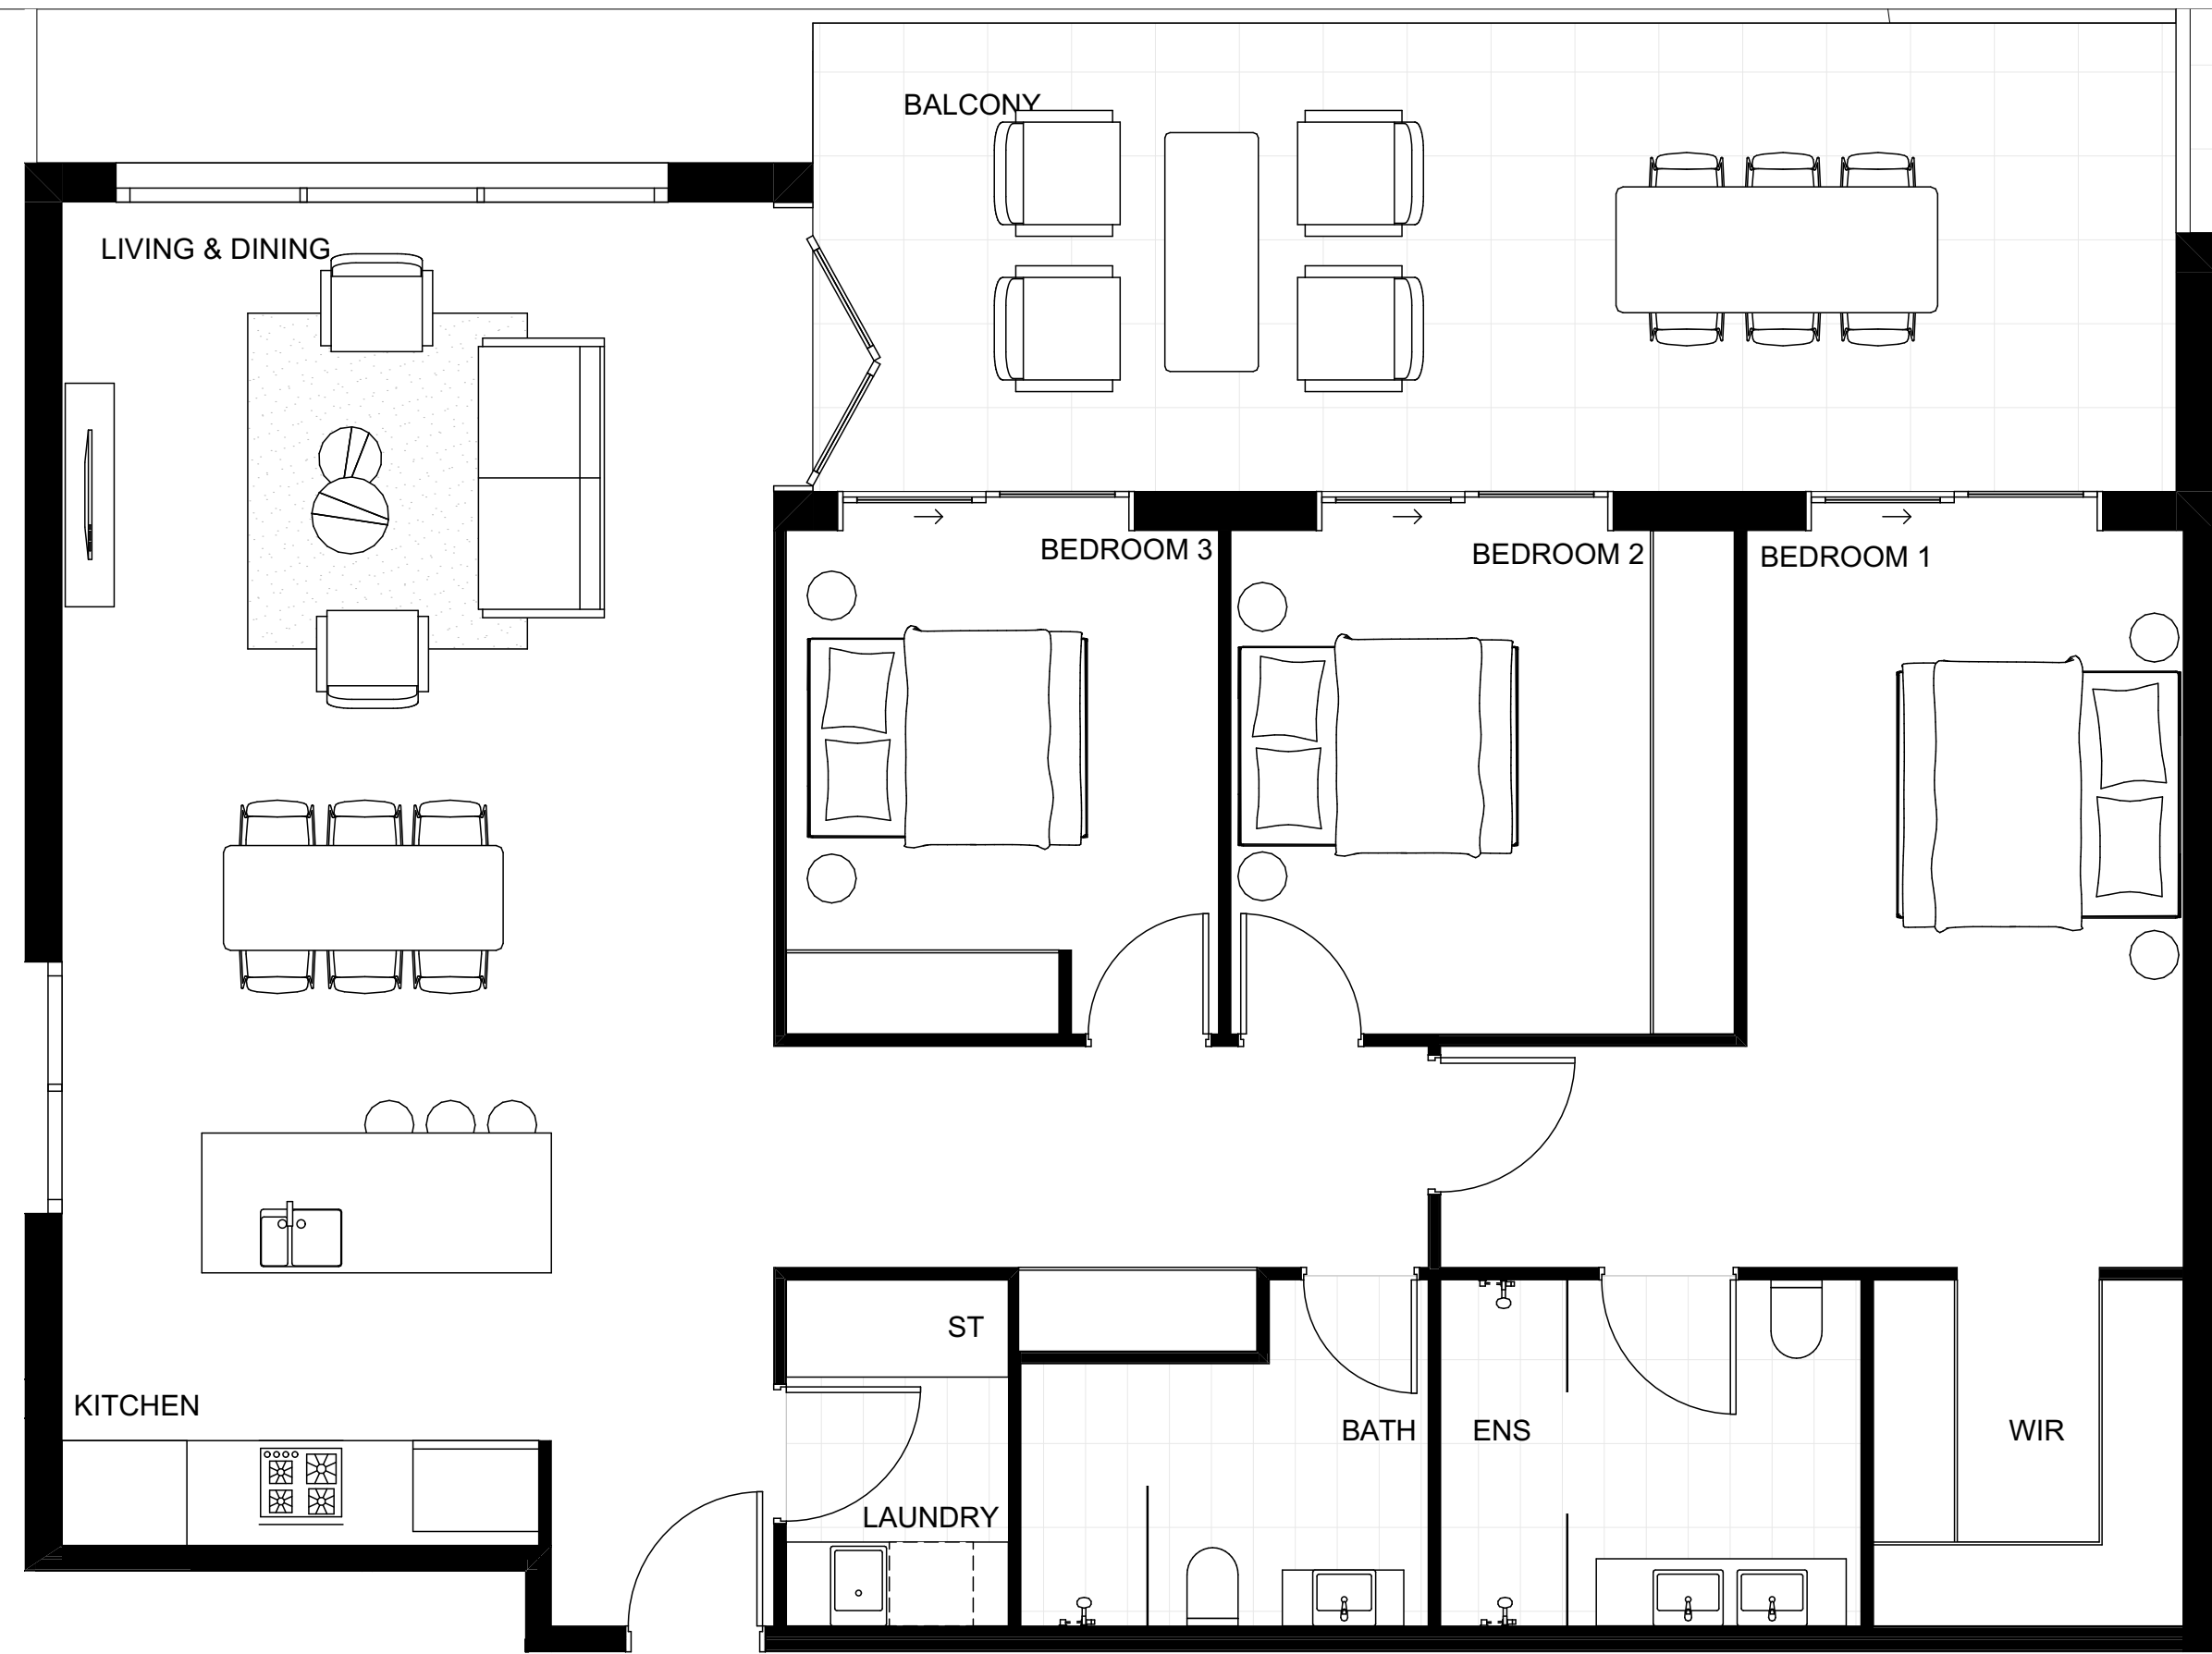 BALCONY
LIVING & DINING
BEDROOM 3
BEDROOM 2
BEDROOM 1
ST
KITCHEN
BATH
ENS
WIR
LAUNDRY